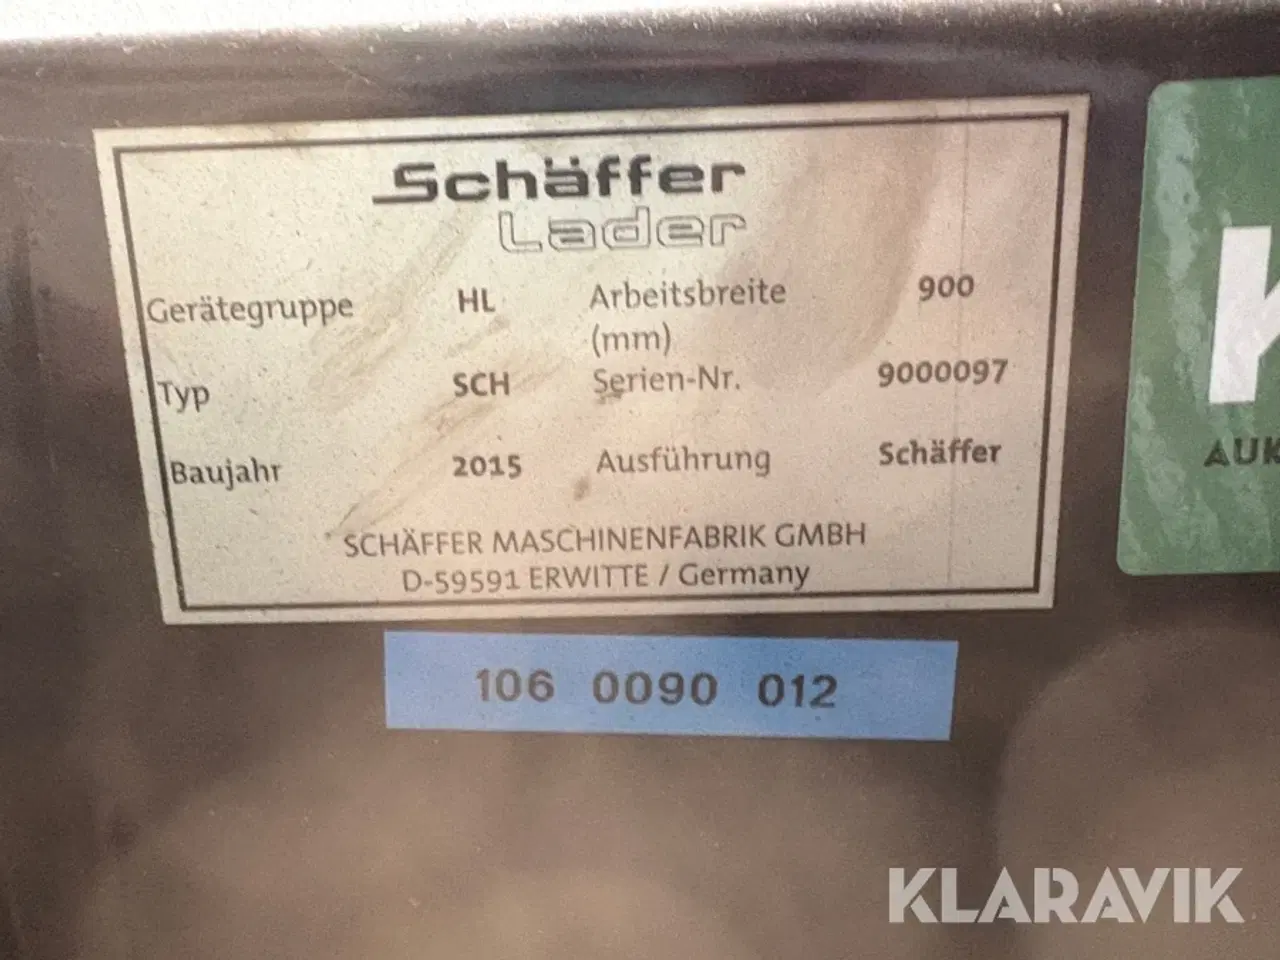 Schäffer
Lader
Gerätegruppe HL Arbeitsbreite 900
(mm)
Typ SCH Serien-Nr. 9000097
Baujahr 2015 Ausführung Schäffer
SCHÄFFER MASCHINENFABRIK GMBH
D-59591 ERWITTE / Germany
106 0090 012
K
AUK
KLARAVIK